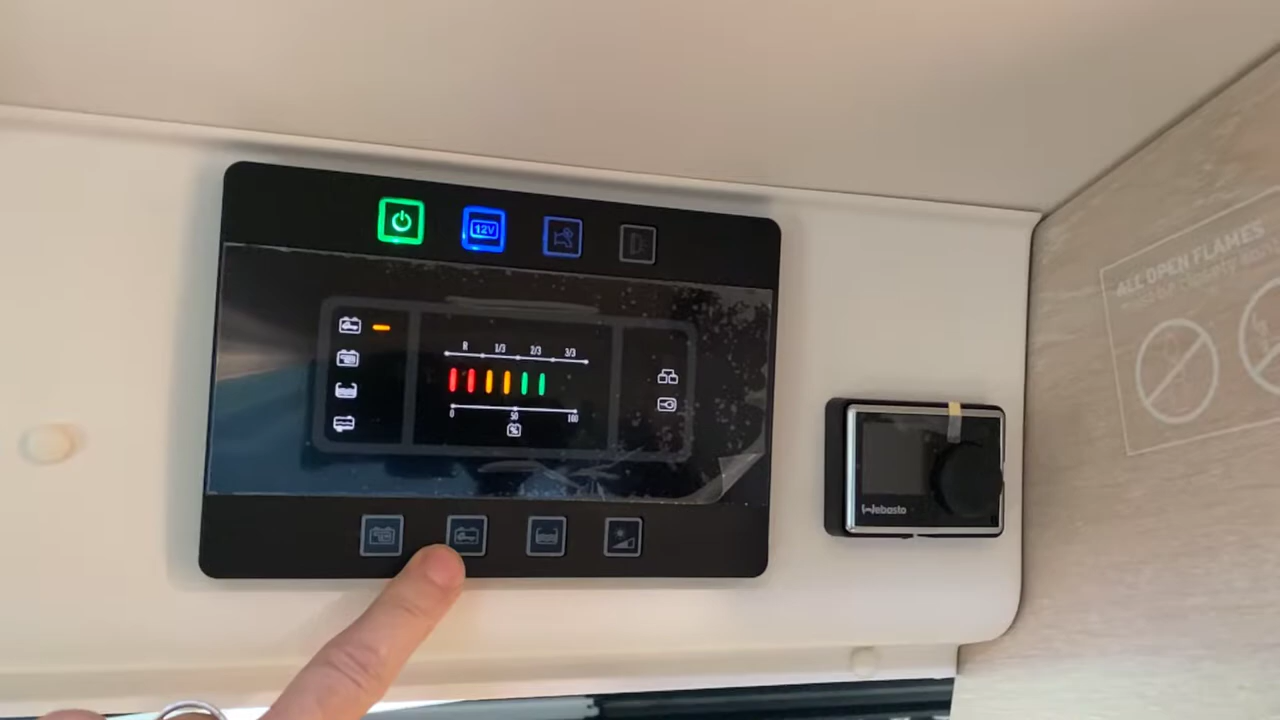 12V
R 1/3 2/3 3/3
0 50 100
%
Webasto
ALL OPEN FLAMES